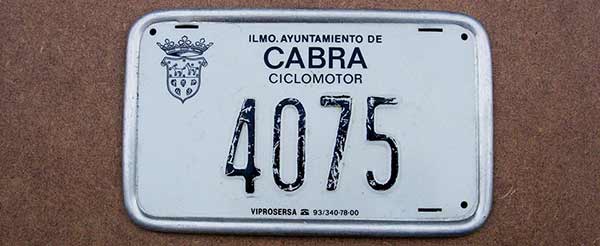 ILMO. AYUNTAMIENTO DE
CABRA
CICLOMOTOR
4075
VIPROSERSA ☎ 93/340-78-00